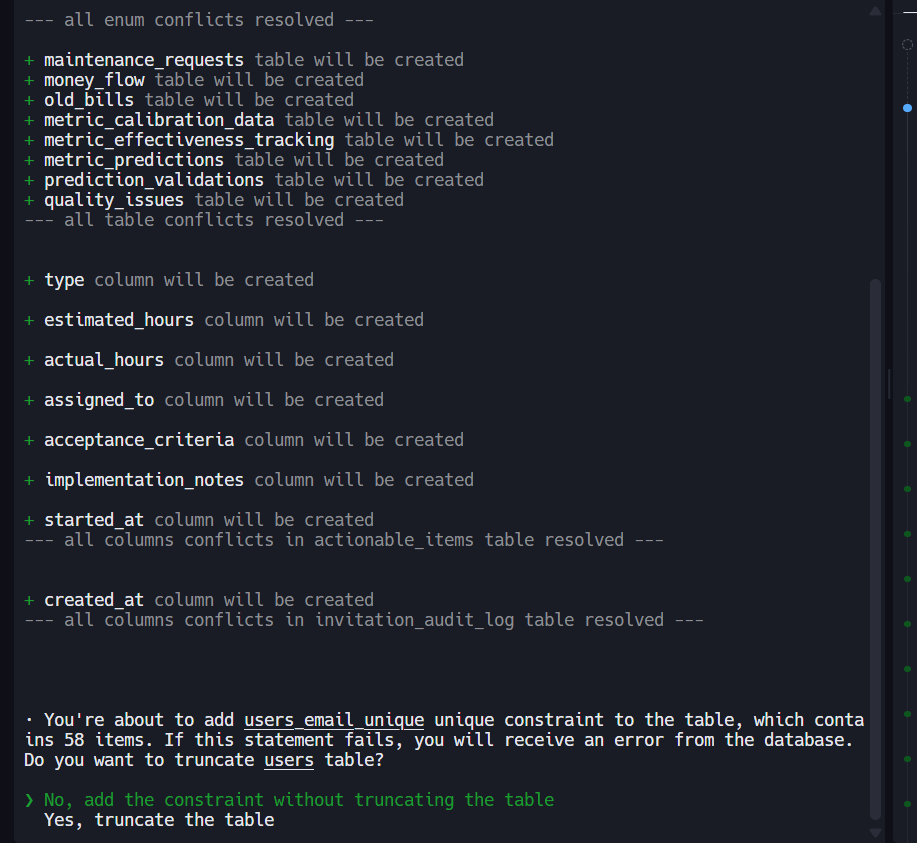 --- all enum conflicts resolved ---
+ maintenance_requests table will be created
+ money_flow table will be created
+ old_bills table will be created
+ metric_calibration_data table will be created
+ metric_effectiveness_tracking table will be created
+ metric_predictions table will be created
+ prediction_validations table will be created
+ quality_issues table will be created
--- all table conflicts resolved ---
+ type column will be created
+ estimated_hours column will be created
+ actual_hours column will be created
+ assigned_to column will be created
+ acceptance_criteria column will be created
+ implementation_notes column will be created
+ started_at column will be created
--- all columns conflicts in actionable_items table resolved ---
+ created_at column will be created
--- all columns conflicts in invitation_audit_log table resolved ---
· You're about to add users_email_unique unique constraint to the table, which conta
ins 58 items. If this statement fails, you will receive an error from the database.
Do you want to truncate users table?
❯ No, add the constraint without truncating the table
Yes, truncate the table